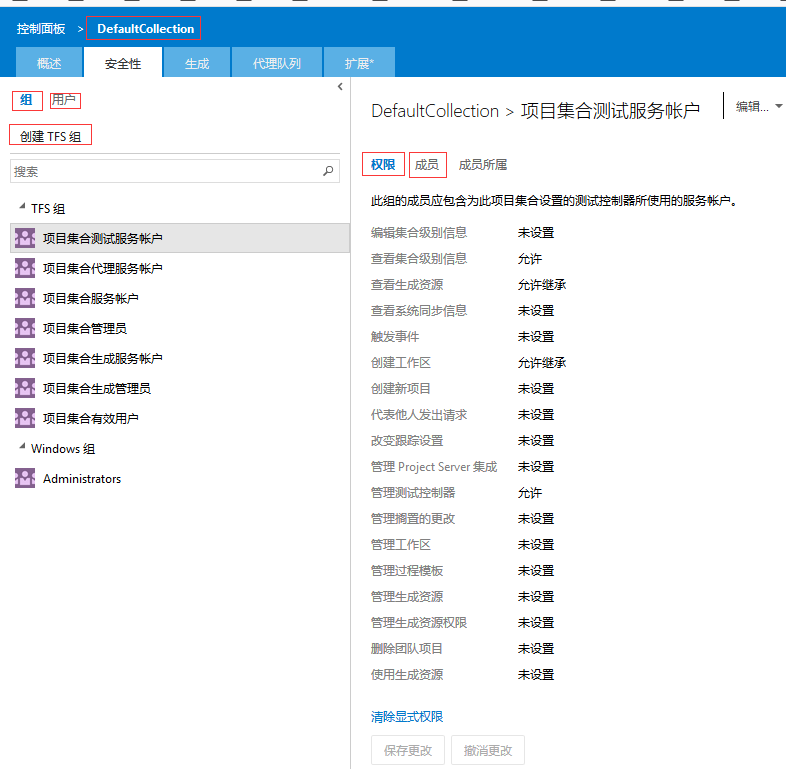 控制面板 > DefaultCollection
概述 安全性 生成 代理队列 扩展*
组 用户
创建 TFS 组
搜索
TFS 组
项目集合测试服务帐户
项目集合代理服务帐户
项目集合服务帐户
项目集合管理员
项目集合生成服务帐户
项目集合生成管理员
项目集合有效用户
Windows 组
Administrators
DefaultCollection > 项目集合测试服务帐户
编辑...
权限 成员 成员所属
此组的成员应包含为此项目集合设置的测试控制器所使用的服务帐户。
编辑集合级别信息 未设置
查看集合级别信息 允许
查看生成资源 允许继承
查看系统同步信息 未设置
触发事件 未设置
创建工作区 允许继承
创建新项目 未设置
代表他人发出请求 未设置
改变跟踪设置 未设置
管理 Project Server 集成 未设置
管理测试控制器 允许
管理搁置的更改 未设置
管理工作区 未设置
管理过程模板 未设置
管理生成资源 未设置
管理生成资源权限 未设置
删除团队项目 未设置
使用生成资源 未设置
清除显式权限
保存更改 撤消更改